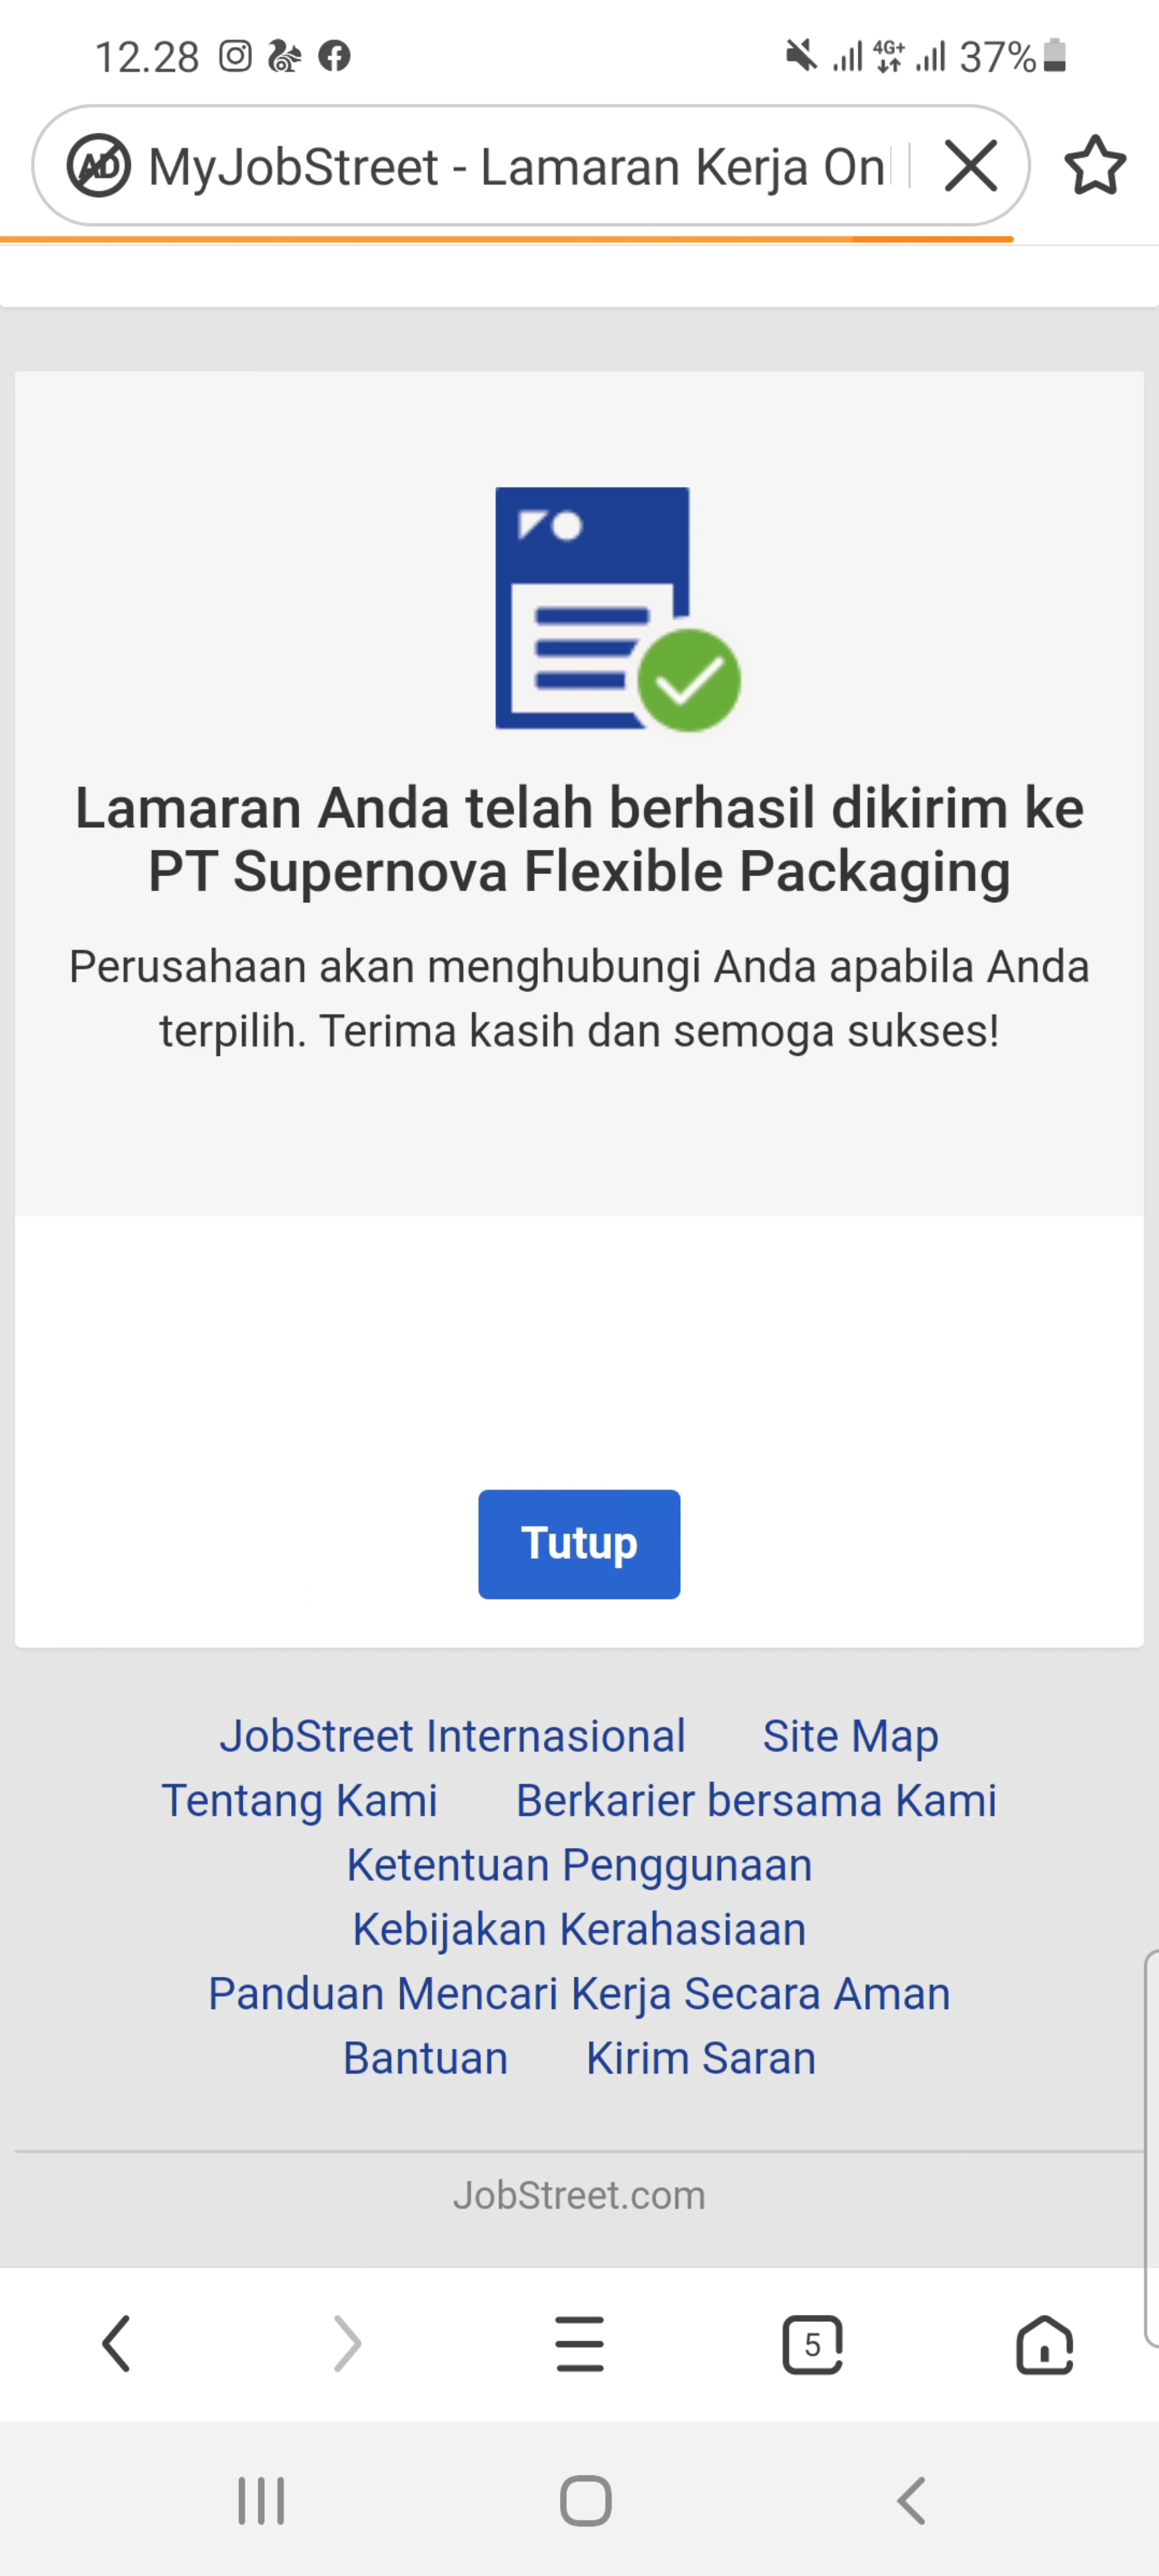 12.28 4G+ 37%
AD MyJobStreet - Lamaran Kerja On
Lamaran Anda telah berhasil dikirim ke
PT Supernova Flexible Packaging
Perusahaan akan menghubungi Anda apabila Anda
terpilih. Terima kasih dan semoga sukses!
Tutup
JobStreet Internasional Site Map
Tentang Kami Berkarier bersama Kami
Ketentuan Penggunaan
Kebijakan Kerahasiaan
Panduan Mencari Kerja Secara Aman
Bantuan Kirim Saran
JobStreet.com
5